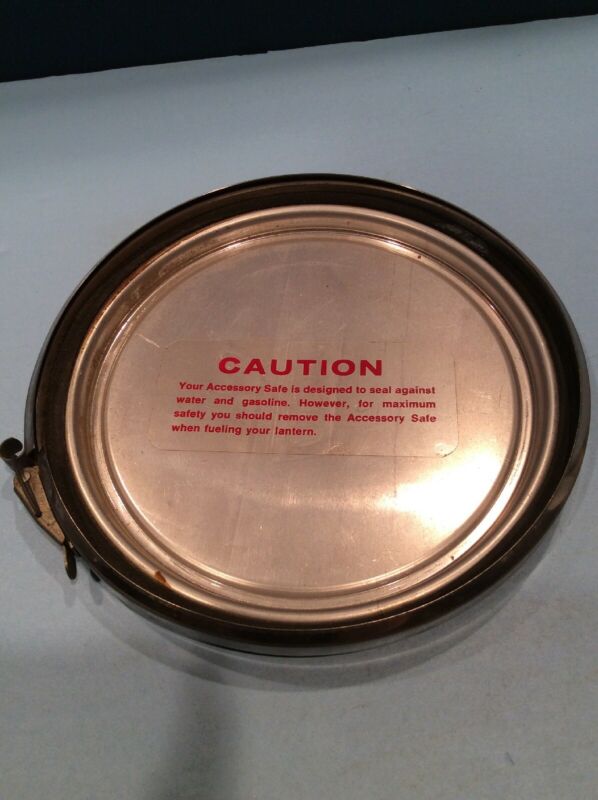 CAUTION
Your Accessory Safe is designed to seal against
water and gasoline. However, for maximum
safety you should remove the Accessory Safe
when fueling your lantern.